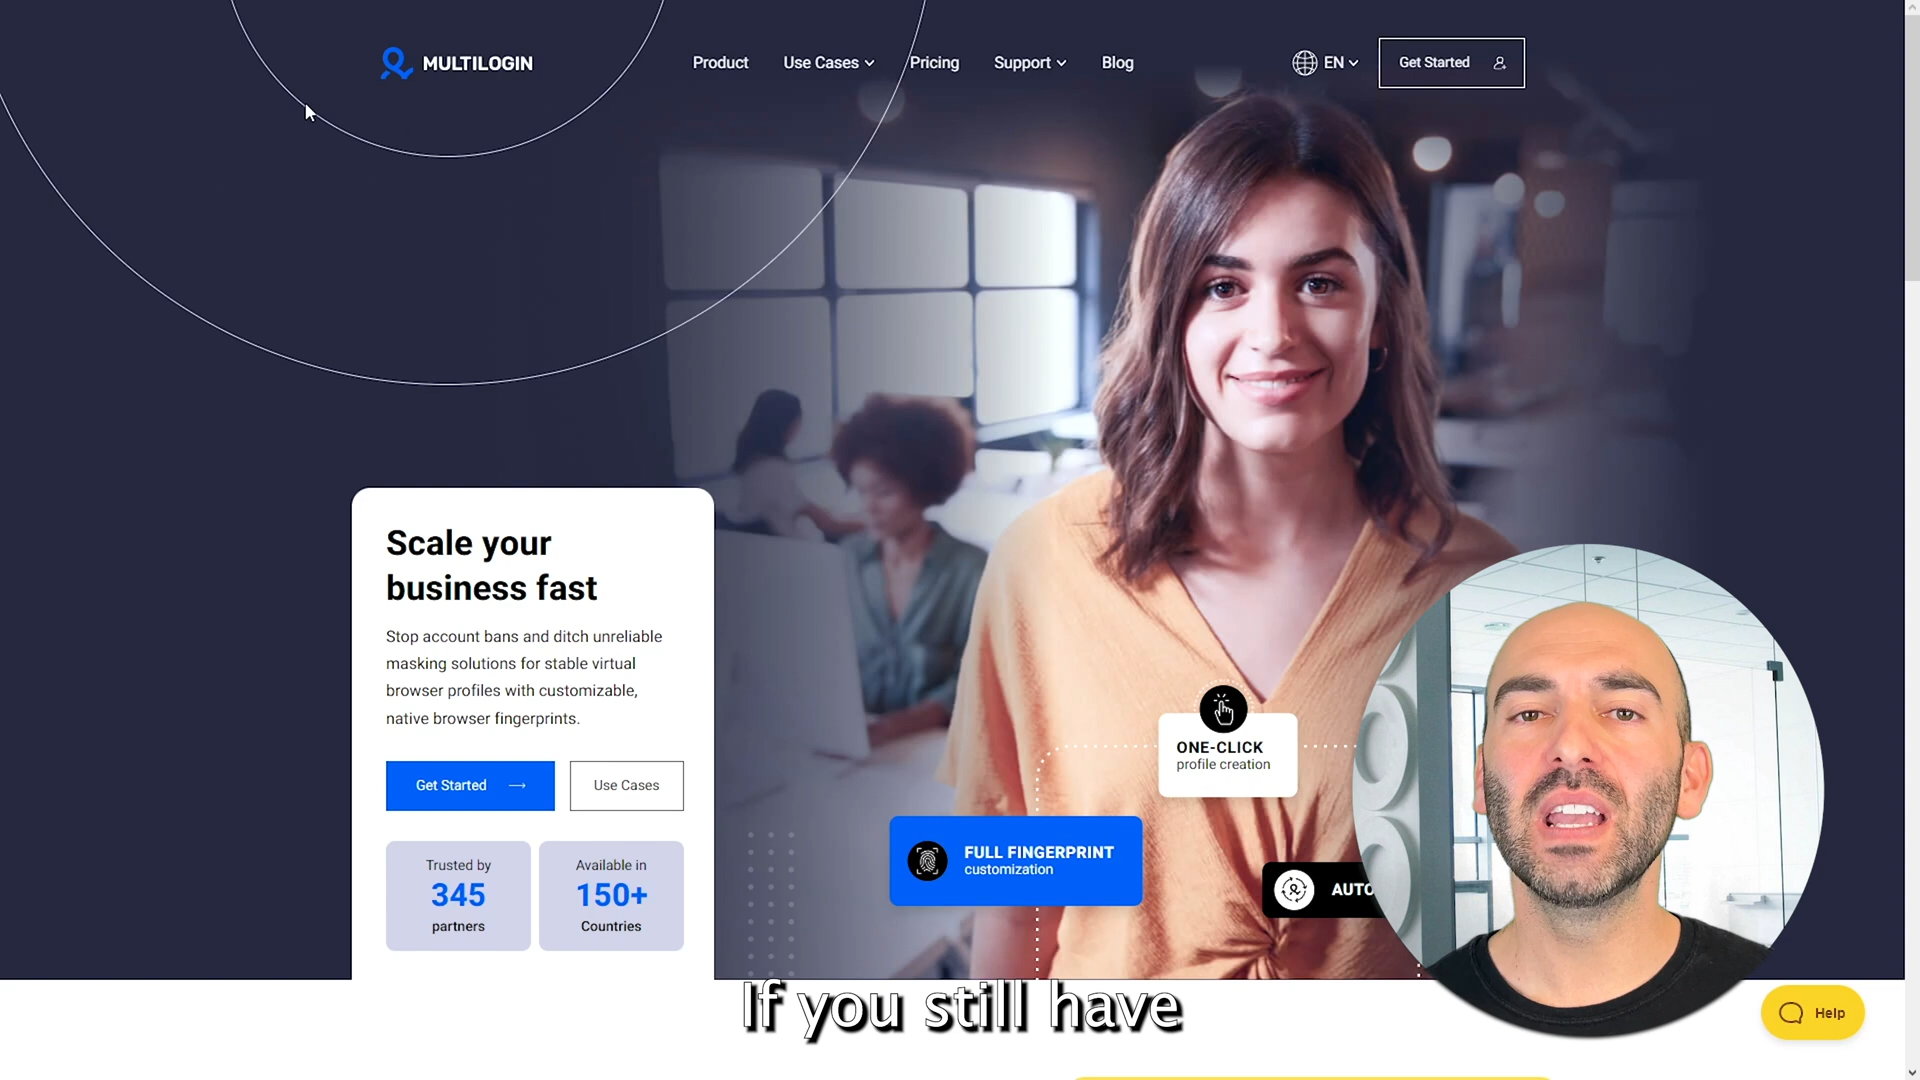 MULTILOGIN
Product
Use Cases
Pricing
Support
Blog
EN
Get Started
Scale your
business fast
Stop account bans and ditch unreliable
masking solutions for stable virtual
browser profiles with customizable,
native browser fingerprints.
Get Started →
Use Cases
Trusted by
345
partners
Available in
150+
Countries
ONE-CLICK
profile creation
FULL FINGERPRINT
customization
AUTO
If you still have
Help